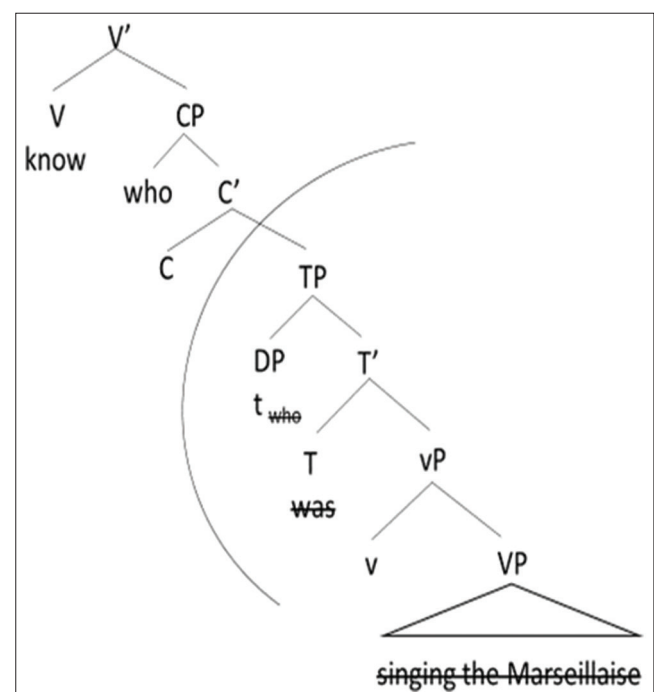 V’
V CP
know
who C’
C TP
DP T’
t who
T vP
was
v VP
singing the Marseillaise